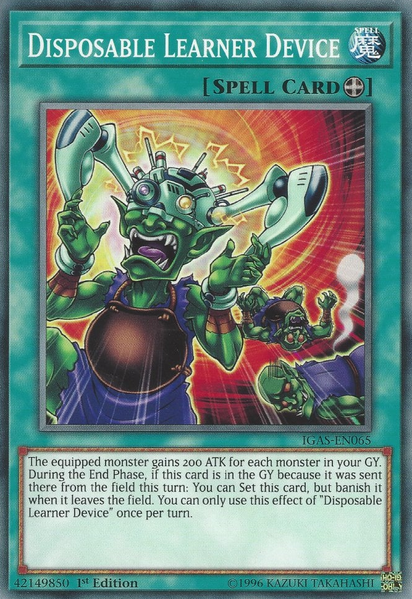 DISPOSABLE LEARNER DEVICE
SPELL
魔
[SPELL CARD]
IGAS-EN065
The equipped monster gains 200 ATK for each monster in your GY.
During the End Phase, if this card is in the GY because it was sent
there from the field this turn: You can Set this card, but banish it
when it leaves the field. You can only use this effect of "Disposable
Learner Device" once per turn.
42149850 1st Edition ©1996 KAZUKI TAKAHASHI